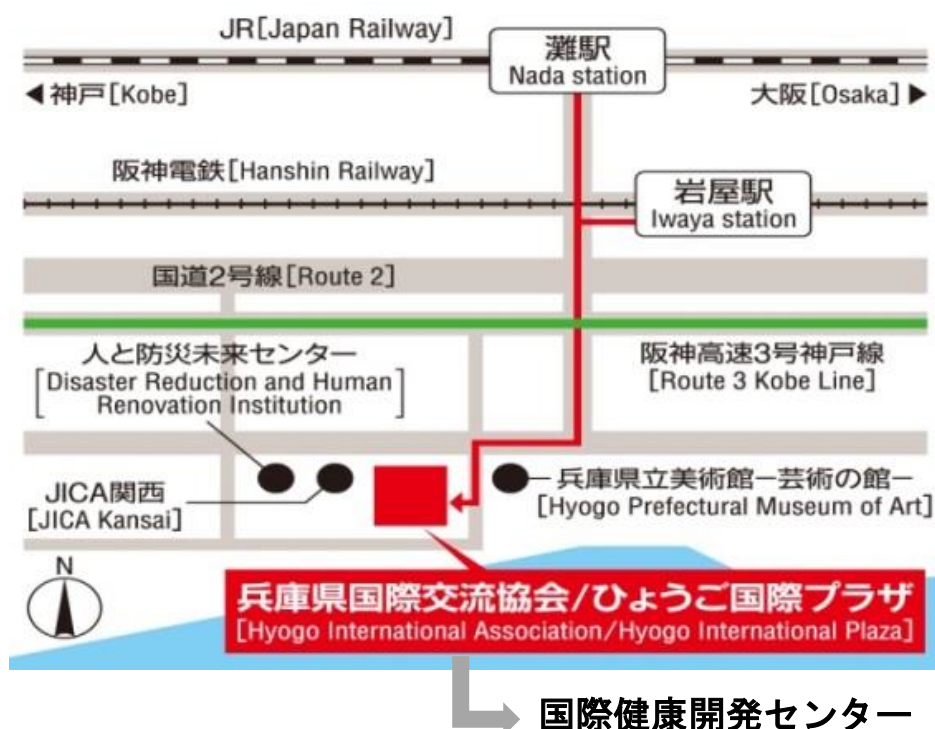 JR[Japan Railway]
灘駅
Nada station
◀神戸[Kobe]
大阪[Osaka]▶
阪神電鉄[Hanshin Railway]
岩屋駅
Iwaya station
国道2号線[Route 2]
人と防災未来センター
[Disaster Reduction and Human
Renovation Institution]
阪神高速3号神戸線
[Route 3 Kobe Line]
JICA関西
[JICA Kansai]
兵庫県立美術館−芸術の館−
[Hyogo Prefectural Museum of Art]
N
兵庫県国際交流協会/ひょうご国際プラザ
[Hyogo International Association/Hyogo International Plaza]
国際健康開発センター